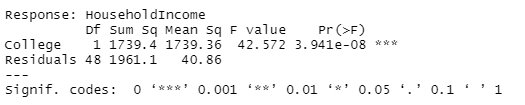 Response: HouseholdIncome
Df Sum Sq Mean Sq F value Pr(>F)
College 1 1739.4 1739.36 42.572 3.941e-08 ***
Residuals 48 1961.1 40.86
---
Signif. codes: 0 ‘***’ 0.001 ‘**’ 0.01 ‘*’ 0.05 ‘.’ 0.1 ‘ ’ 1